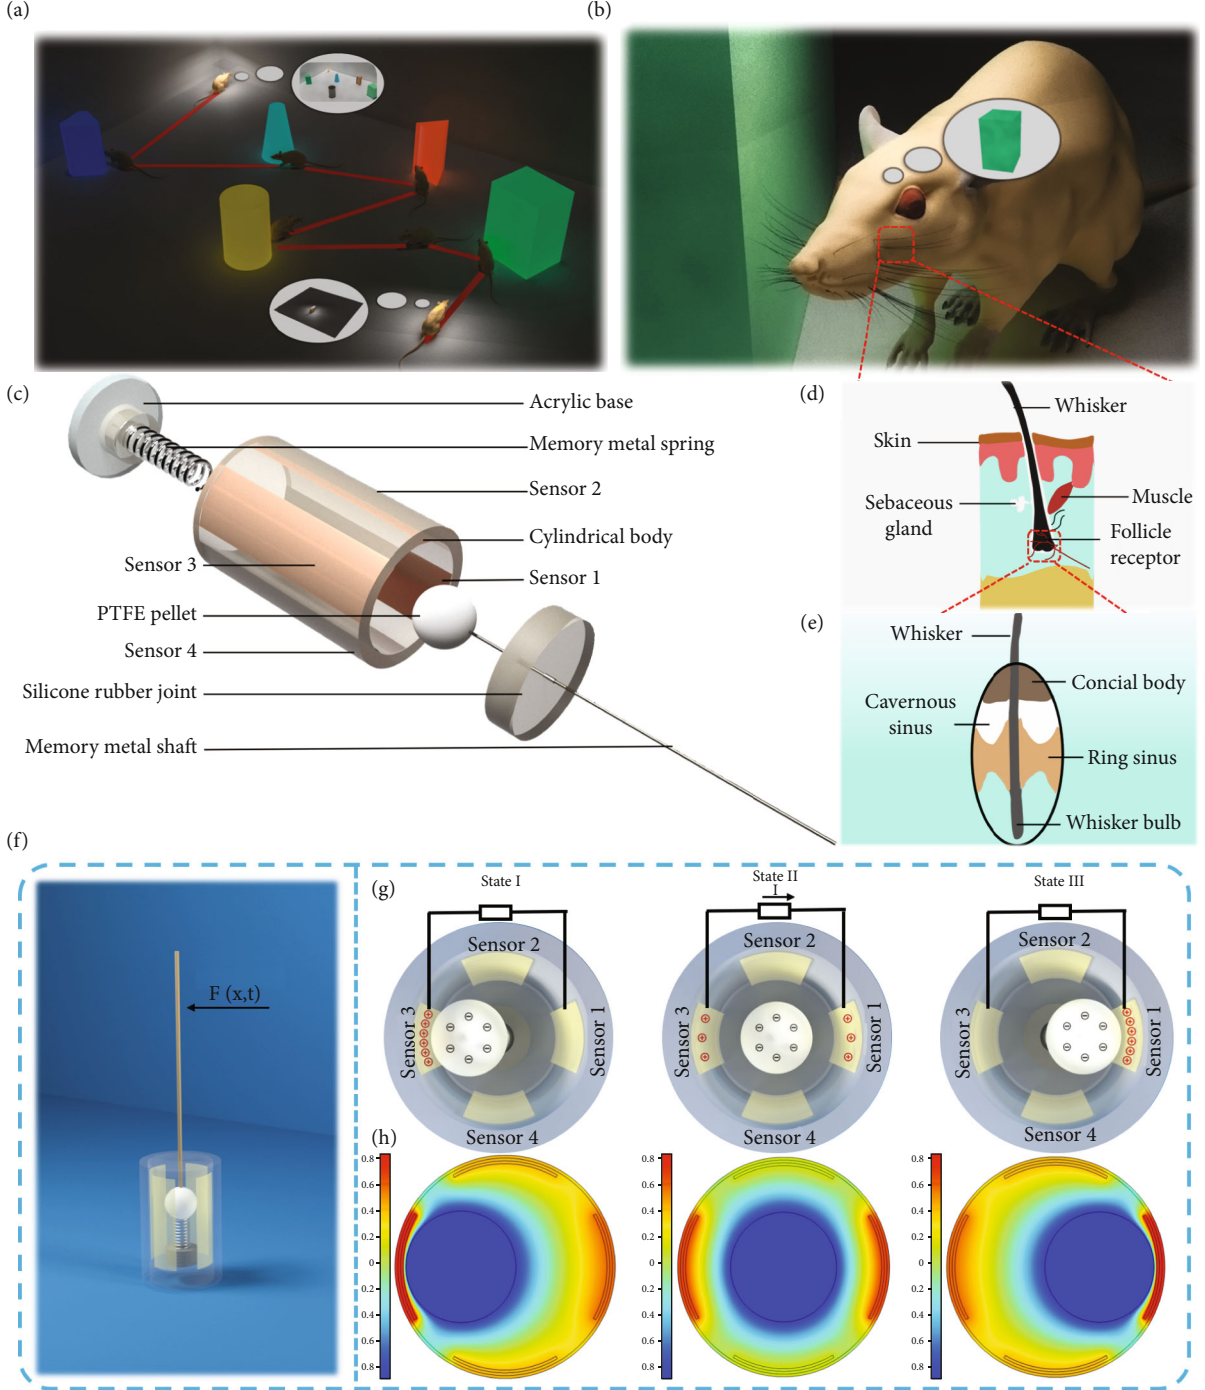 (a)
(b)
(c)
Acrylic base
Memory metal spring
Sensor 2
Cylindrical body
Sensor 1
Sensor 3
PTFE pellet
Sensor 4
Silicone rubber joint
Memory metal shaft
(d)
Whisker
Skin
Sebaceous
gland
Muscle
Follicle
receptor
(e)
Whisker
Concial body
Cavernous
sinus
Ring sinus
Whisker bulb
(f)
F (x,t)
(g)
State I
State II
I
State III
Sensor 2
Sensor 3
Sensor 1
Sensor 4
Sensor 2
Sensor 3
Sensor 1
Sensor 4
Sensor 2
Sensor 3
Sensor 1
Sensor 4
(h)
0.8
0.6
0.4
0.2
0
0.2
0.4
0.6
0.8
0.8
0.6
0.4
0.2
0
0.2
0.4
0.6
0.8
0.8
0.6
0.4
0.2
0
0.2
0.4
0.6
0.8